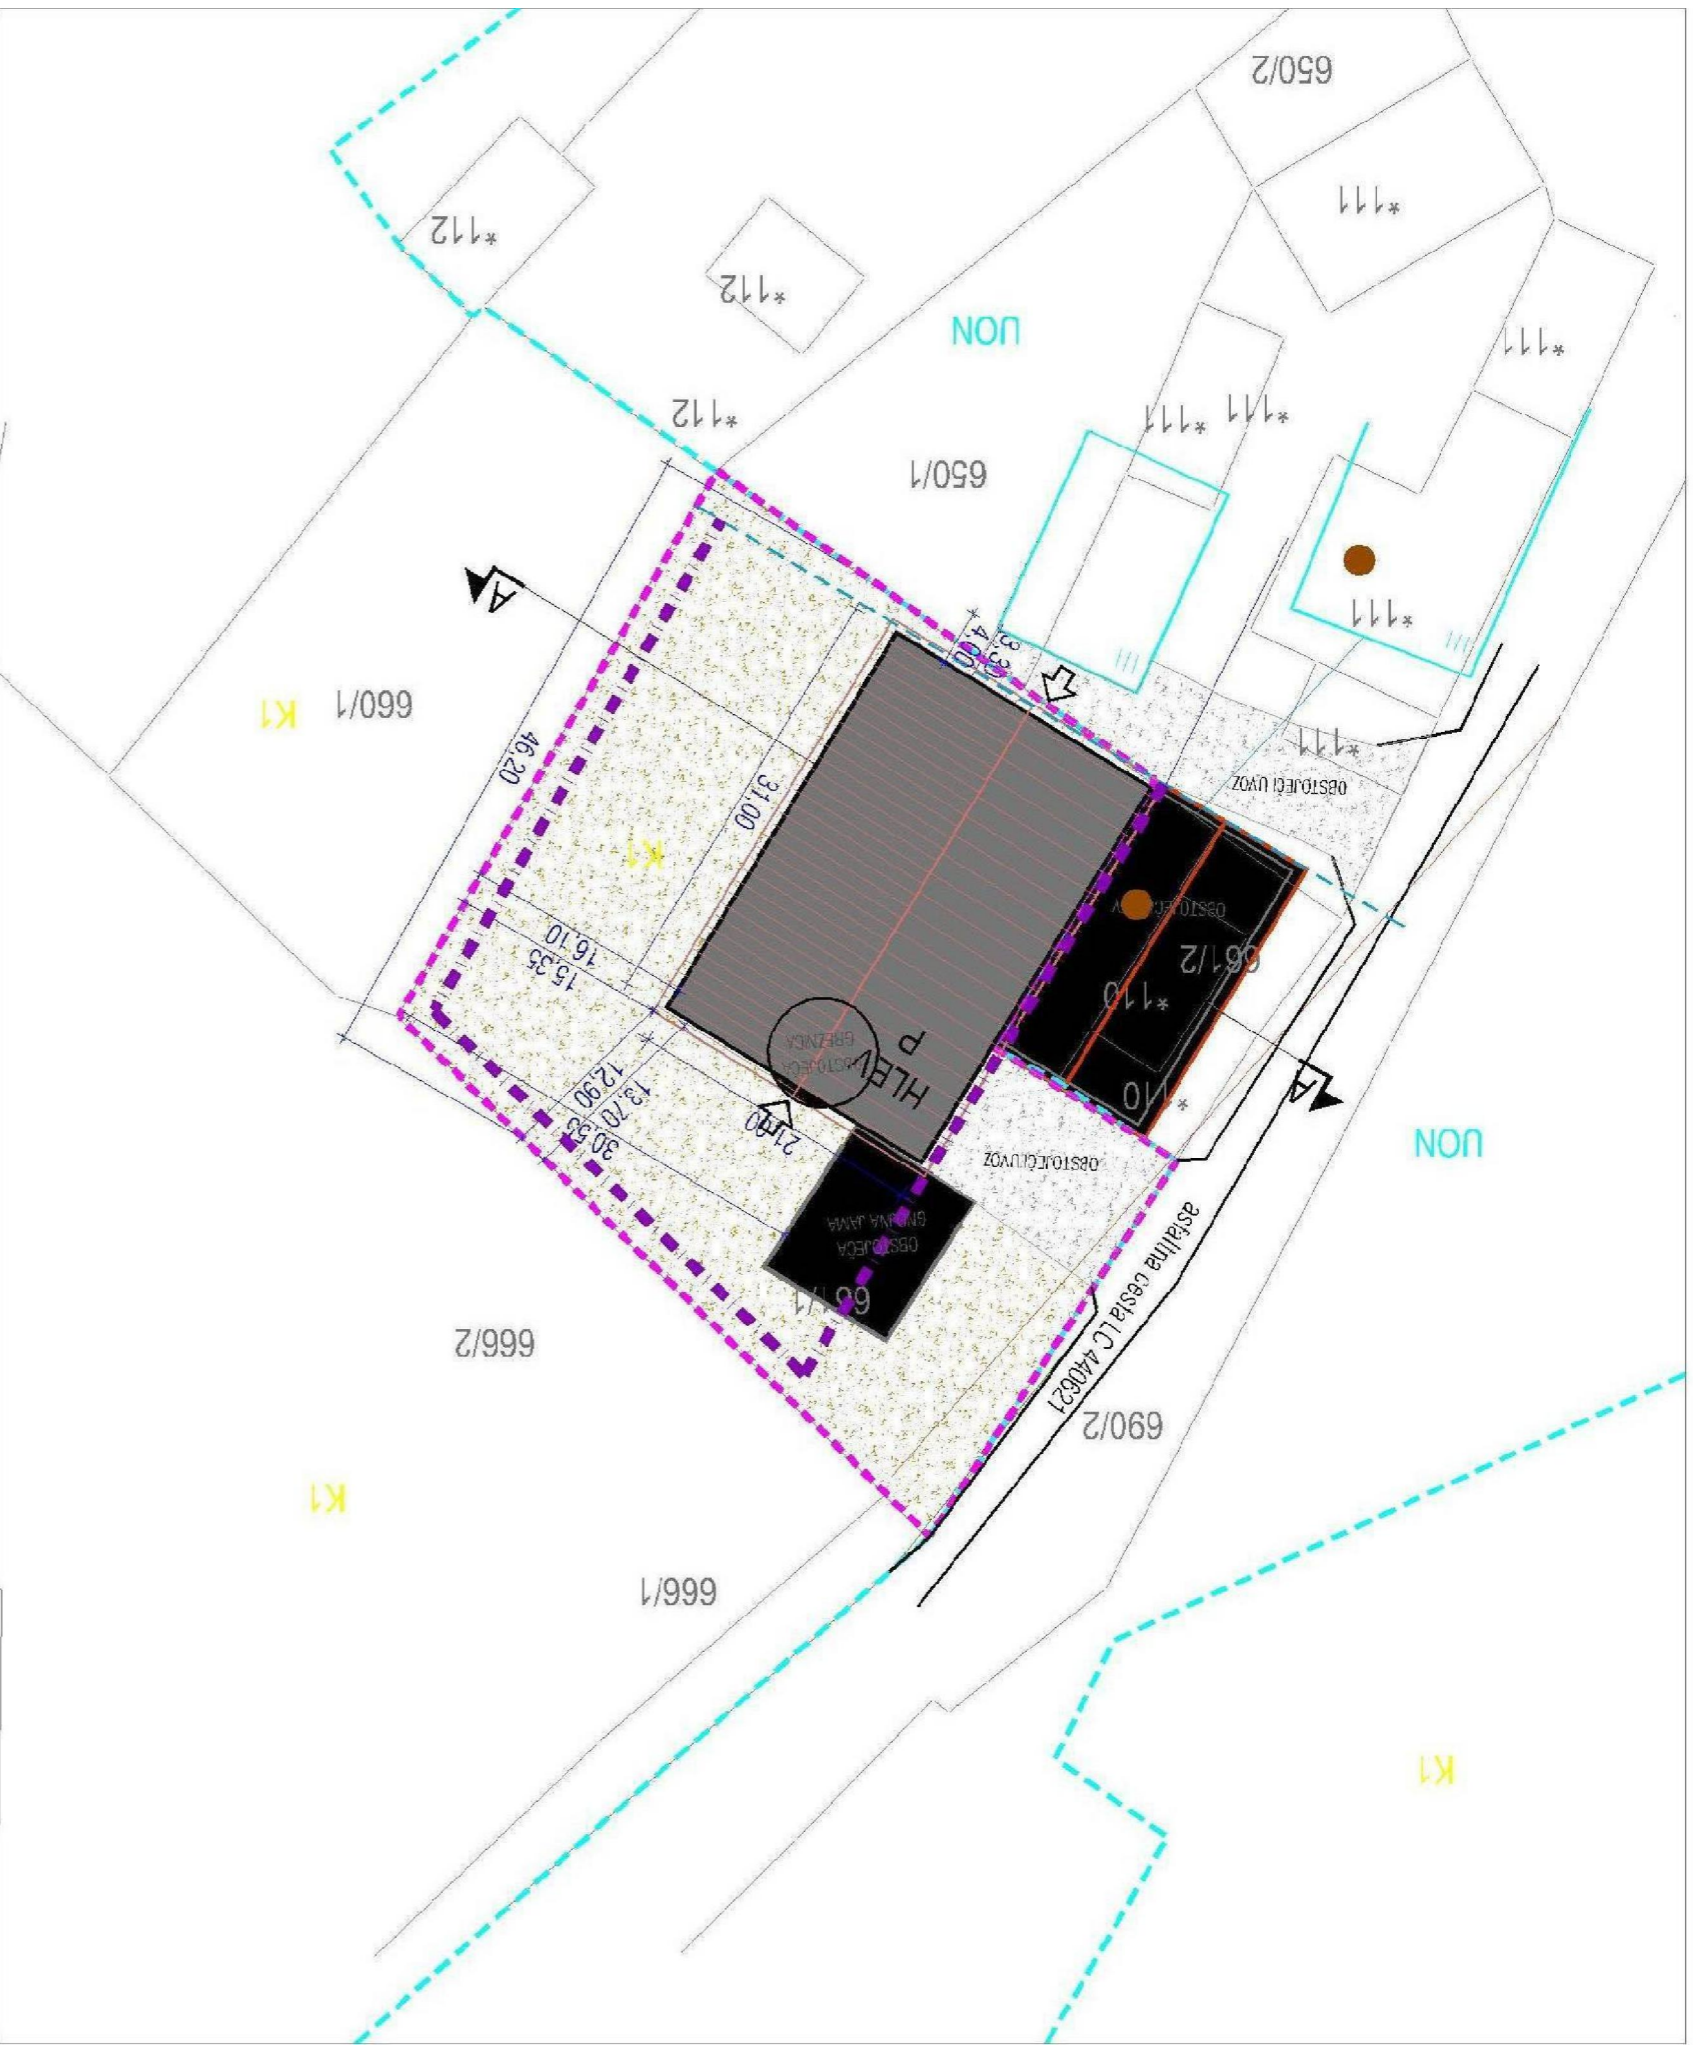 K1
666/1
K1
690/2
666/2
asfaltna cesta LC 440621
661/1
OBSTOJEČA
GNOJNA JAMA
UON
OBSTOJEČI UVOZ
30,55
13,70
12,90
21,00
*110
A
HLEV
P
OBSTOJEČA
GREZNICA
*110
661/2
15,35
16,10
K1
OBSTOJEČI UVOZ
31,00
46,20
*111
660/1
K1
4,60
3,30
*111
A
650/1
*111
*111
*112
*111
UON
*112
*112
*111
650/2